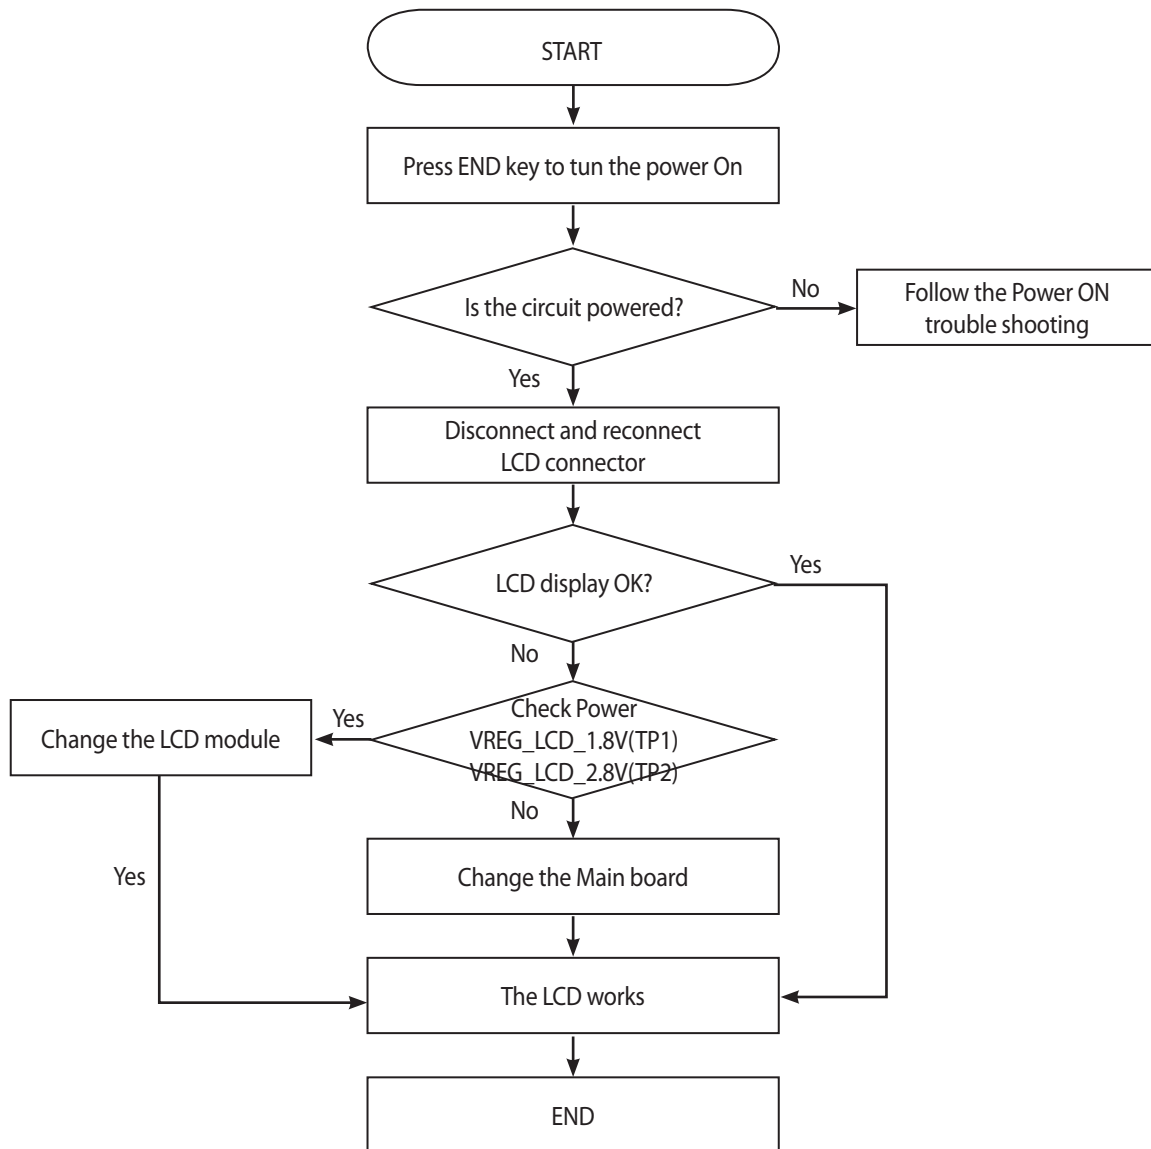 START
Press END key to tun the power On
Is the circuit powered?
No
Follow the Power ON
trouble shooting
Yes
Disconnect and reconnect
LCD connector
LCD display OK?
Yes
No
Check Power
VREG_LCD_1.8V(TP1)
VREG_LCD_2.8V(TP2)
Yes
Change the LCD module
No
Yes
Change the Main board
The LCD works
END